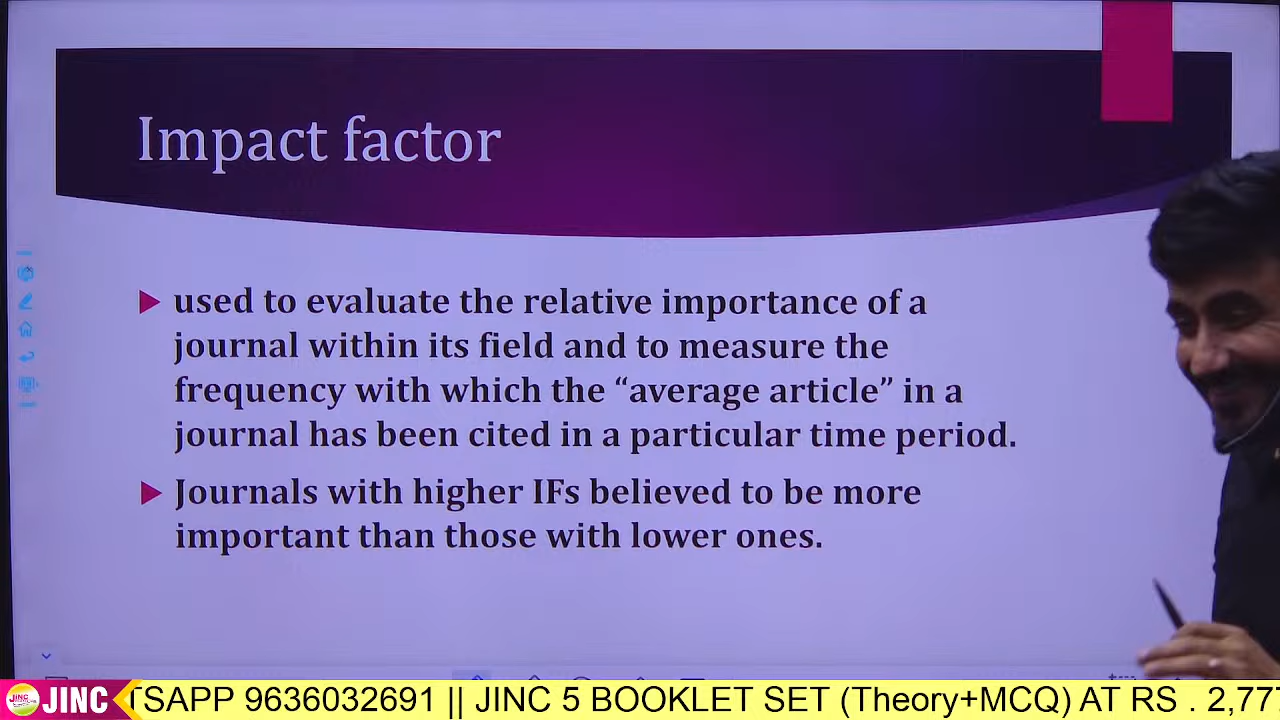 Impact factor
used to evaluate the relative importance of a
journal within its field and to measure the
frequency with which the “average article” in a
journal has been cited in a particular time period.
Journals with higher IFs believed to be more
important than those with lower ones.
JINC TSAPP 9636032691 || JINC 5 BOOKLET SET (Theory+MCQ) AT RS . 2,777